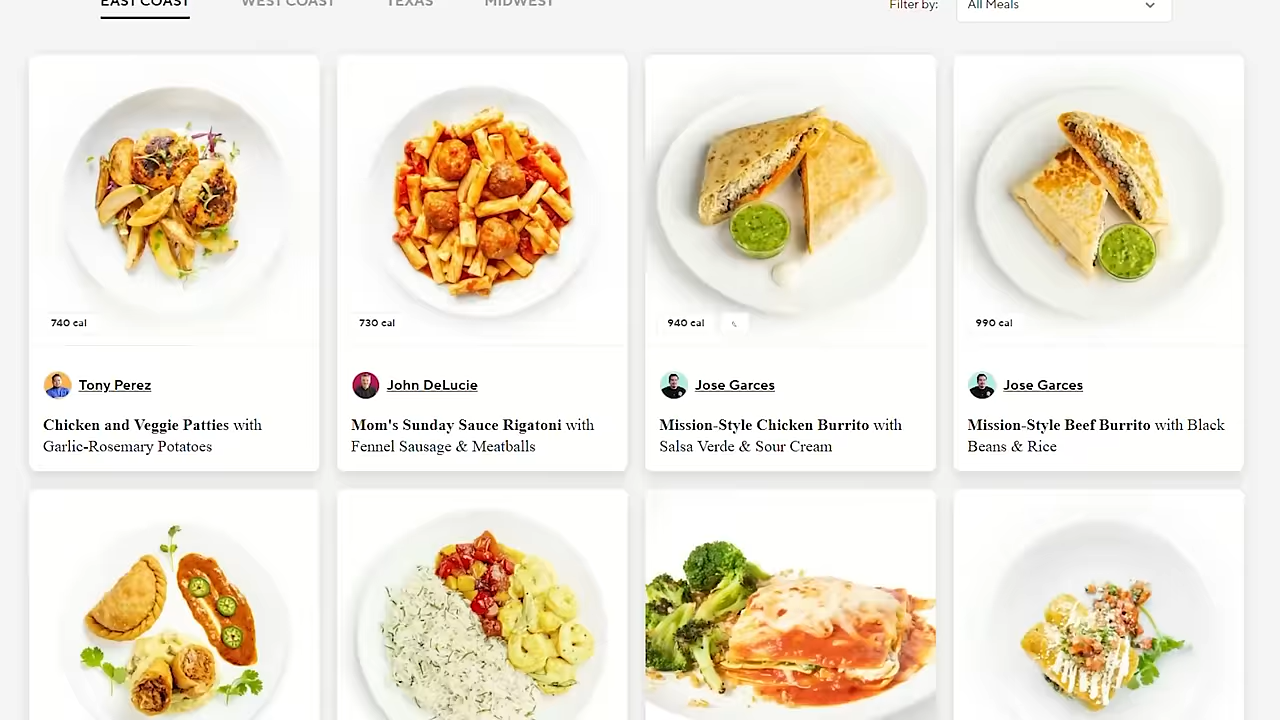 EAST COAST WEST COAST TEXAS MIDWEST Filter by: All Meals
740 cal
730 cal
940 cal
990 cal
Tony Perez
John DeLucie
Jose Garces
Jose Garces
Chicken and Veggie Patties with
Garlic-Rosemary Potatoes
Mom's Sunday Sauce Rigatoni with
Fennel Sausage & Meatballs
Mission-Style Chicken Burrito with
Salsa Verde & Sour Cream
Mission-Style Beef Burrito with Black
Beans & Rice